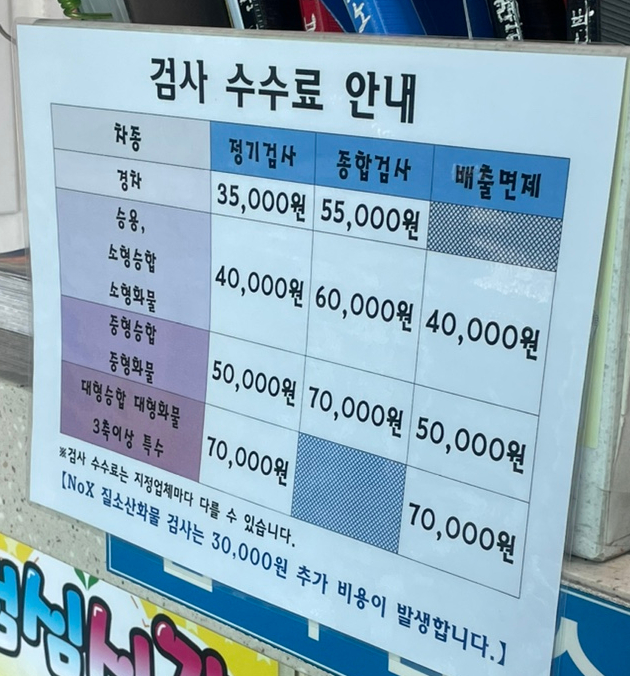 검사 수수료 안내
차종 정기검사 종합검사 배출면제
경차 35,000원 55,000원
승용,
소형승합
소형화물
40,000원 60,000원 40,000원
중형승합
중형화물
50,000원 70,000원 50,000원
대형승합 대형화물
3축이상 특수
70,000원 70,000원
※검사 수수료는 지정업체마다 다를 수 있습니다.
【NoX 질소산화물 검사는 30,000원 추가 비용이 발생합니다.】